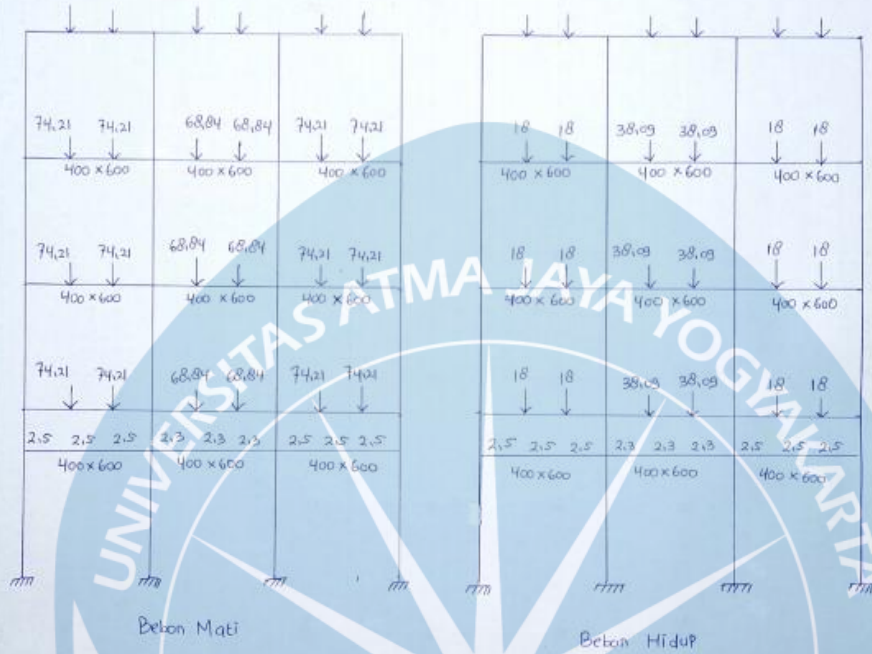 74,21 74,21 68,84 68,84 74,21 74,21
400 x 600 400 x 600 400 x 600
74,21 74,21 68,84 68,84 74,21 74,21
400 x 600 400 x 600 400 x 600
74,21 74,21 68,84 68,84 74,21 74,21
2,5 2,5 2,5 2,3 2,3 2,3 2,5 2,5 2,5
400 x 600 400 x 600 400 x 600
Beban Mati
18 18 38,09 38,09 18 18
400 x 600 400 x 600 400 x 600
18 18 38,09 38,09 18 18
400 x 600 400 x 600 400 x 600
18 18 38,09 38,09 18 18
2,5 2,5 2,5 2,3 2,3 2,3 2,5 2,5 2,5
400 x 600 400 x 600 400 x 600
Beban Hidup
UNIVERSITAS ATMA JAYA YOGYAKARTA